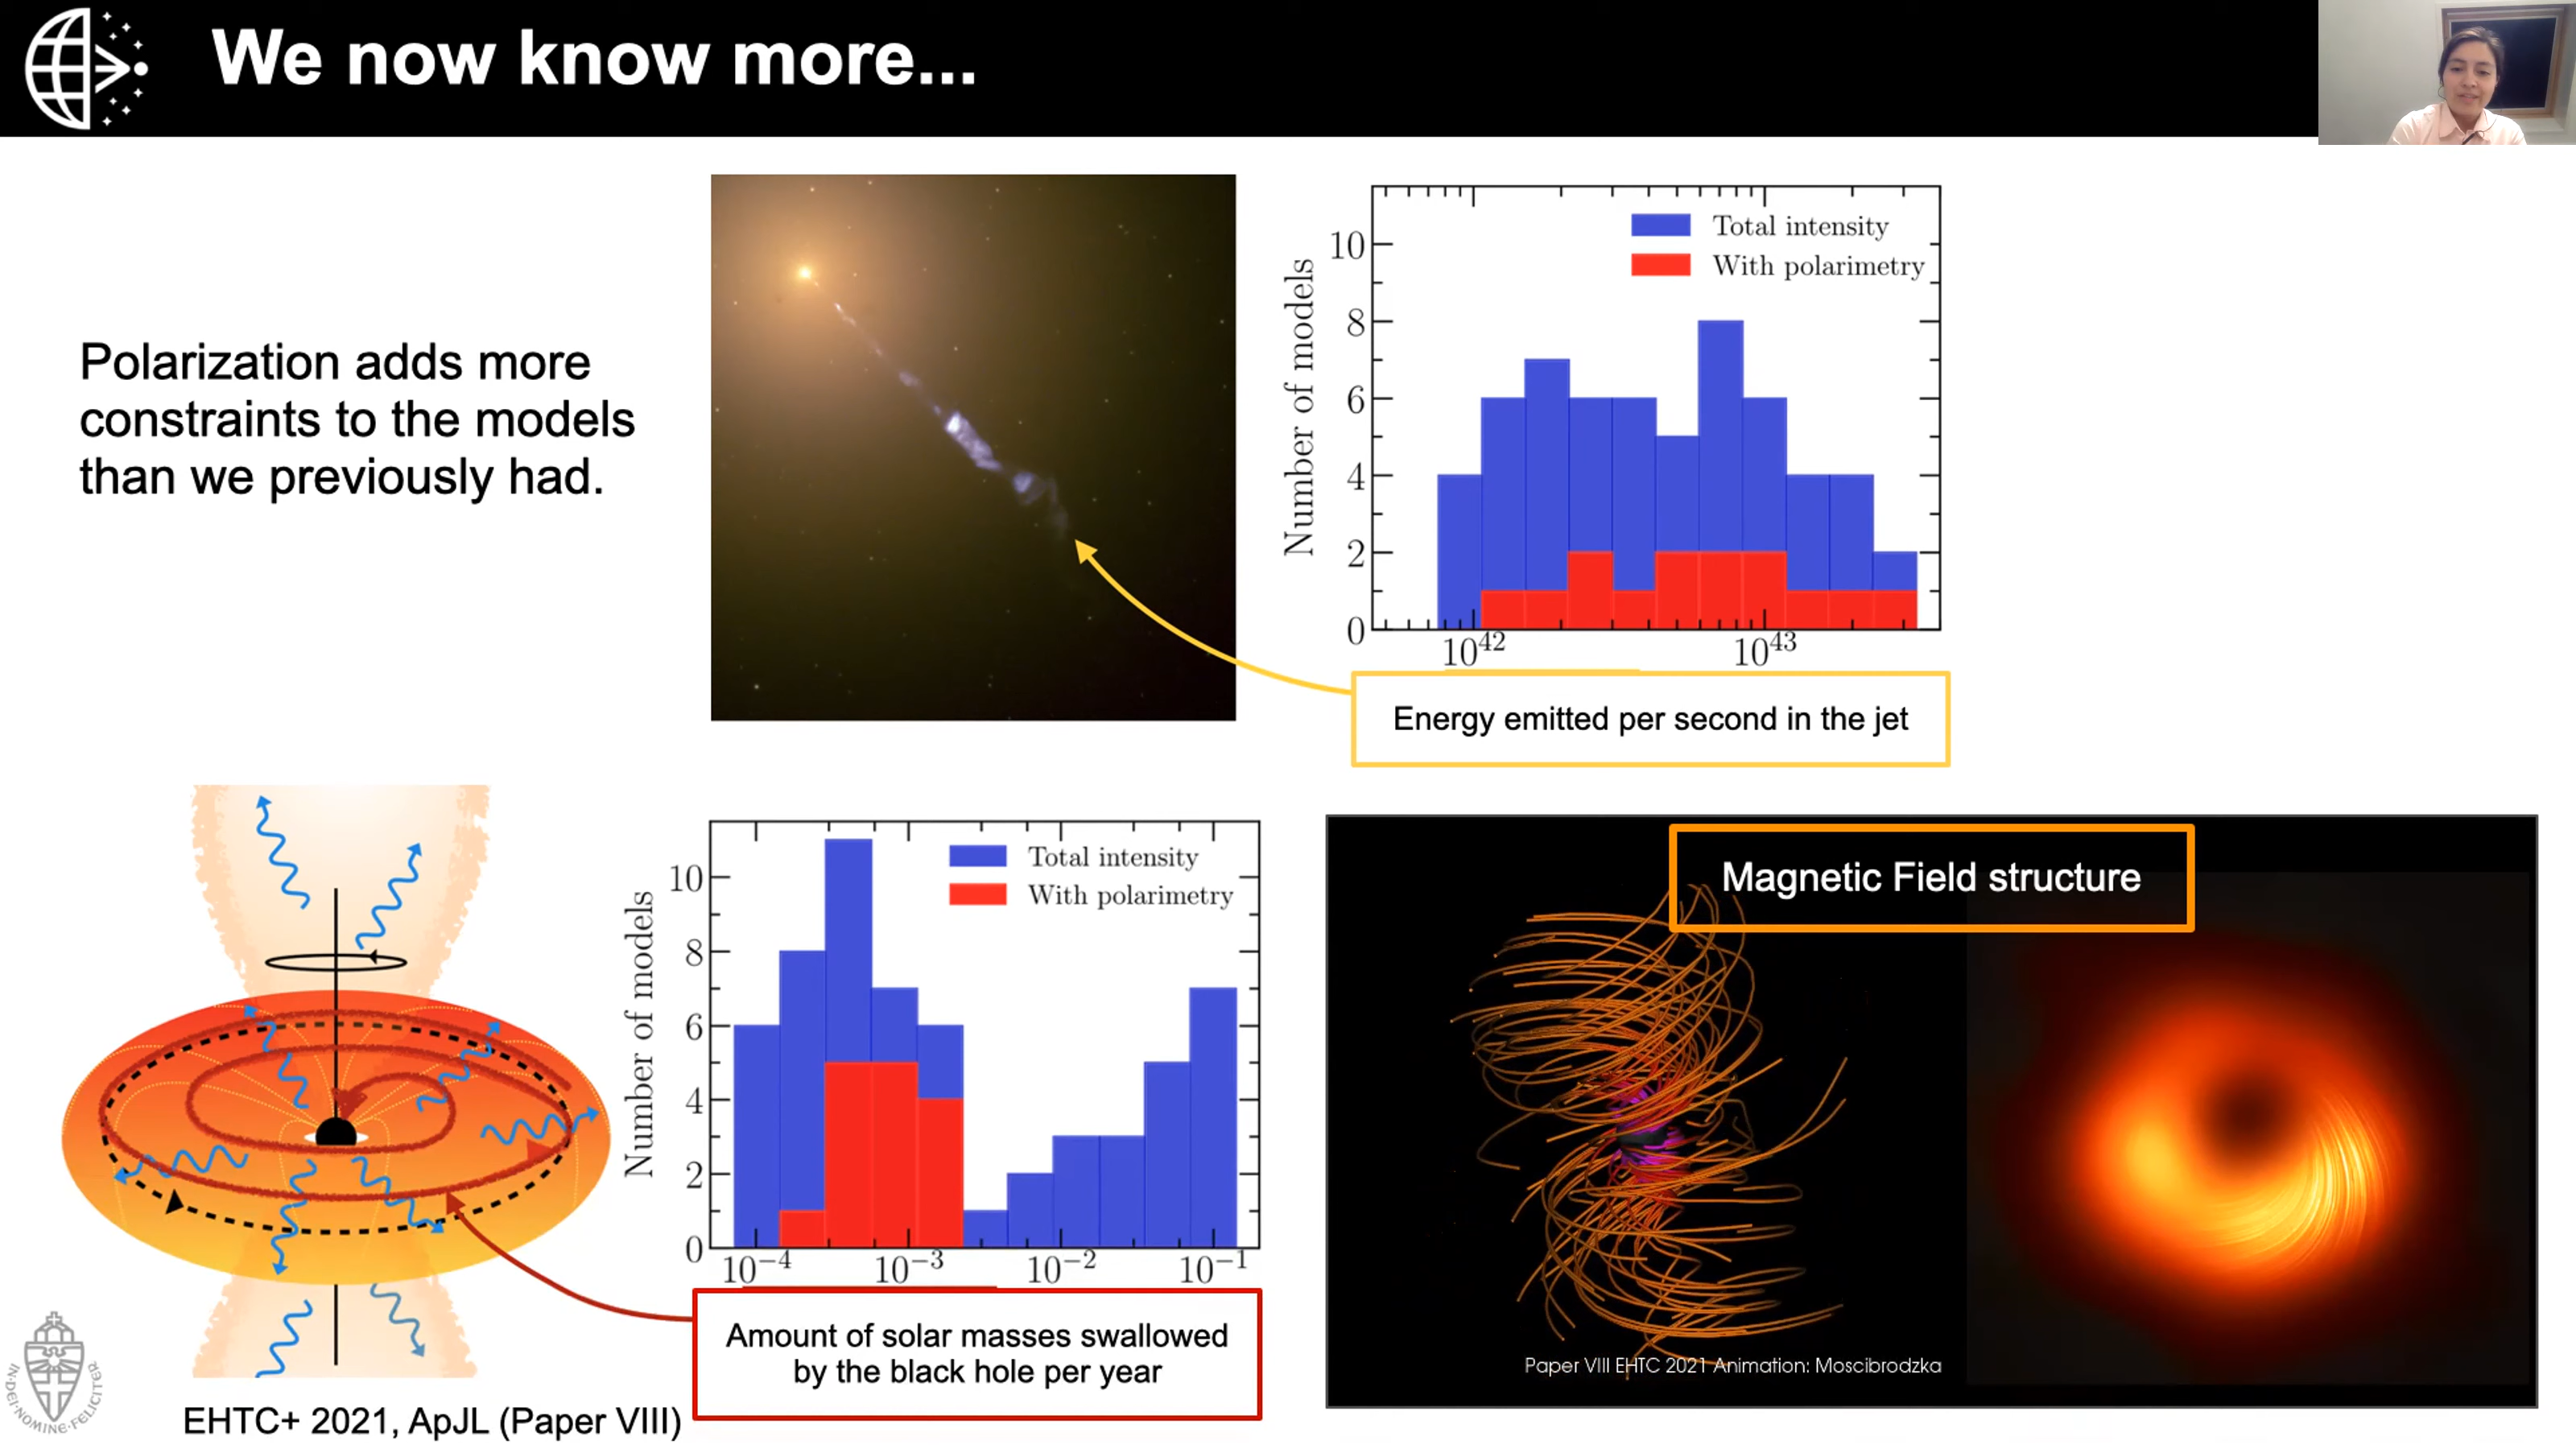 We now know more...
Polarization adds more
constraints to the models
than we previously had.
Number of models
10
8
6
4
2
0
Total intensity
With polarimetry
10⁴² 10⁴³
Energy emitted per second in the jet
Number of models
10
8
6
4
2
0
Total intensity
With polarimetry
10⁻⁴ 10⁻³ 10⁻² 10⁻¹
Amount of solar masses swallowed
by the black hole per year
Magnetic Field structure
Paper VIII EHTC 2021 Animation: Moscibrodzka
IN·DEI·NOMINE·FELICITER
EHTC+ 2021, ApJL (Paper VIII)